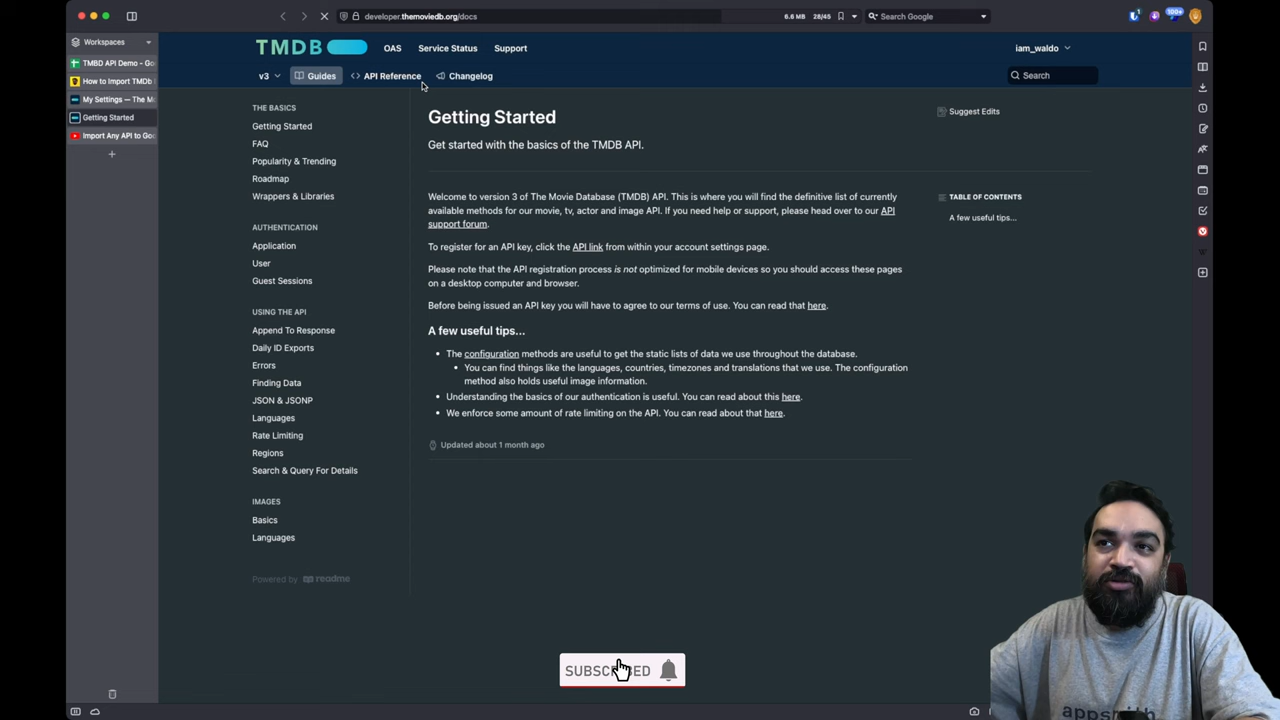 developer.themoviedb.org/docs
6.6 MB
28/45
Search Google
100+
Workspaces
TMBD API Demo - Go
How to Import TMDb
My Settings — The M
Getting Started
Import Any API to Goo
TMDB
OAS
Service Status
Support
iam_waldo
v3
Guides
API Reference
Changelog
Search
THE BASICS
Getting Started
FAQ
Popularity & Trending
Roadmap
Wrappers & Libraries
AUTHENTICATION
Application
User
Guest Sessions
USING THE API
Append To Response
Daily ID Exports
Errors
Finding Data
JSON & JSONP
Languages
Rate Limiting
Regions
Search & Query For Details
IMAGES
Basics
Languages
Powered by readme
Getting Started
Get started with the basics of the TMDB API.
Welcome to version 3 of The Movie Database (TMDB) API. This is where you will find the definitive list of currently
available methods for our movie, tv, actor and image API. If you need help or support, please head over to our API
support forum.
To register for an API key, click the API link from within your account settings page.
Please note that the API registration process is not optimized for mobile devices so you should access these pages
on a desktop computer and browser.
Before being issued an API key you will have to agree to our terms of use. You can read that here.
A few useful tips...
The configuration methods are useful to get the static lists of data we use throughout the database.
You can find things like the languages, countries, timezones and translations that we use. The configuration
method also holds useful image information.
Understanding the basics of our authentication is useful. You can read about this here.
We enforce some amount of rate limiting on the API. You can read about that here.
Updated about 1 month ago
Suggest Edits
TABLE OF CONTENTS
A few useful tips...
SUBSCRIBED
appsmith